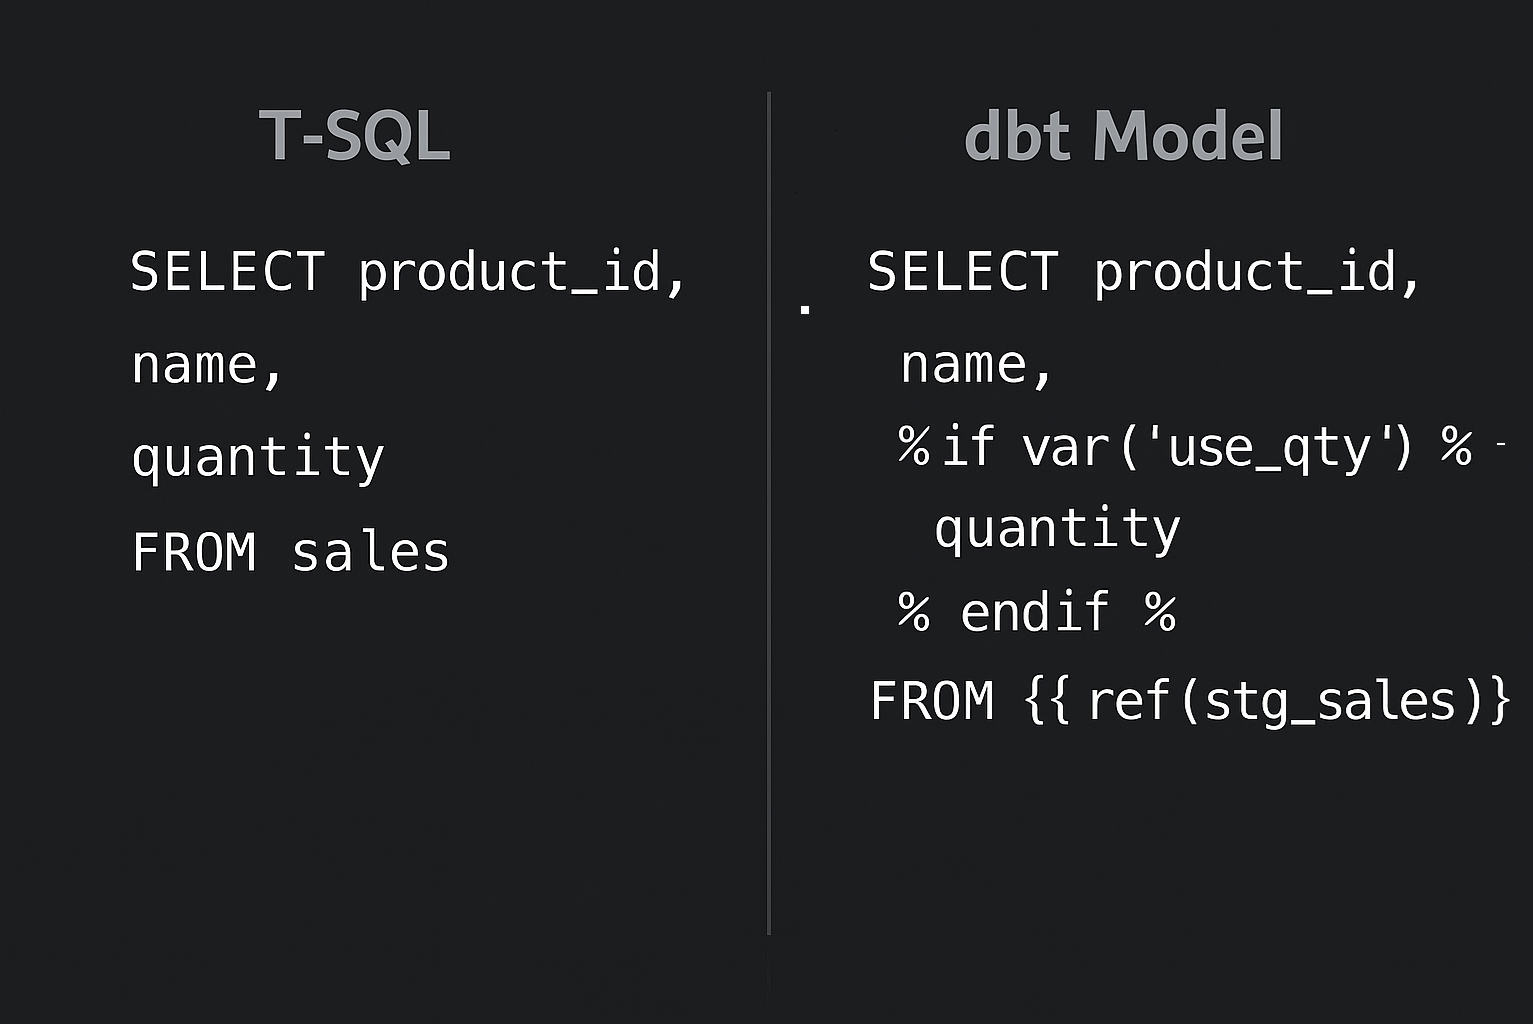 T-SQL
SELECT product_id,
name,
quantity
FROM sales
dbt Model
SELECT product_id,
name,
%if var('use_qty') % -
quantity
% endif %
FROM {{ ref(stg_sales)}